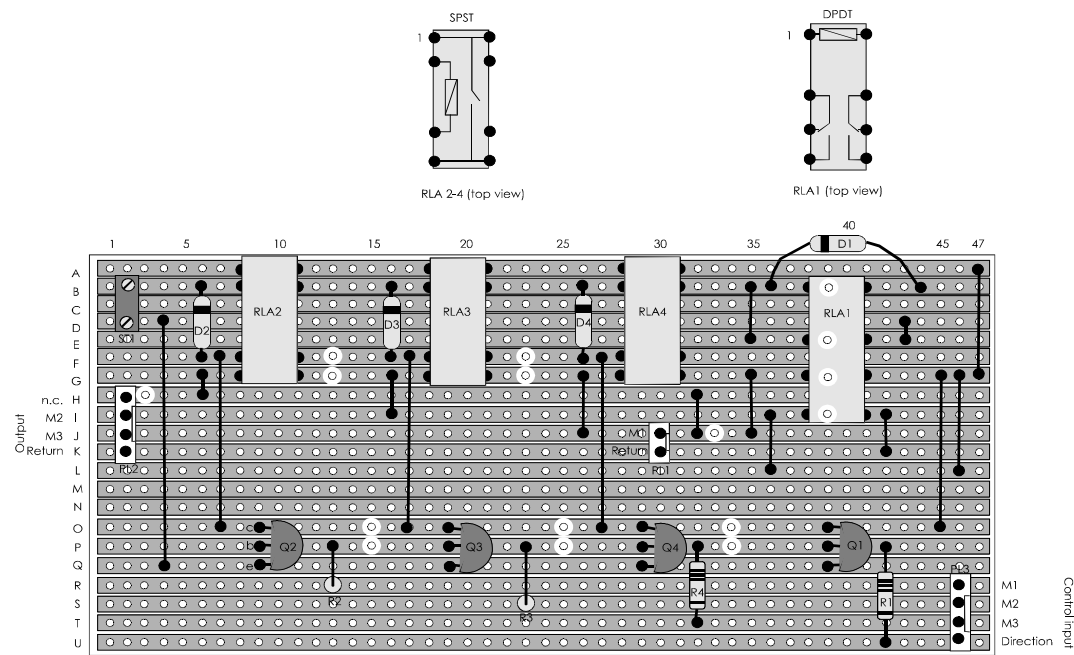 SPST
DPDT
1
1
RLA 2-4 (top view)
RLA1 (top view)
1 5 10 15 20 25 30 35 40 45 47
D1
A
B
C
D
E
F
G
H
I
J
K
L
M
N
O
P
Q
R
S
T
U
RLA2
RLA3
RLA4
RLA1
D2
D3
D4
n.c.
M2
M3
Return
Output
PL2
M1
Return
PL1
c
b
e
Q2
Q3
Q4
Q1
R2
R3
R4
R1
PL3
M1
M2
M3
Direction
Control input